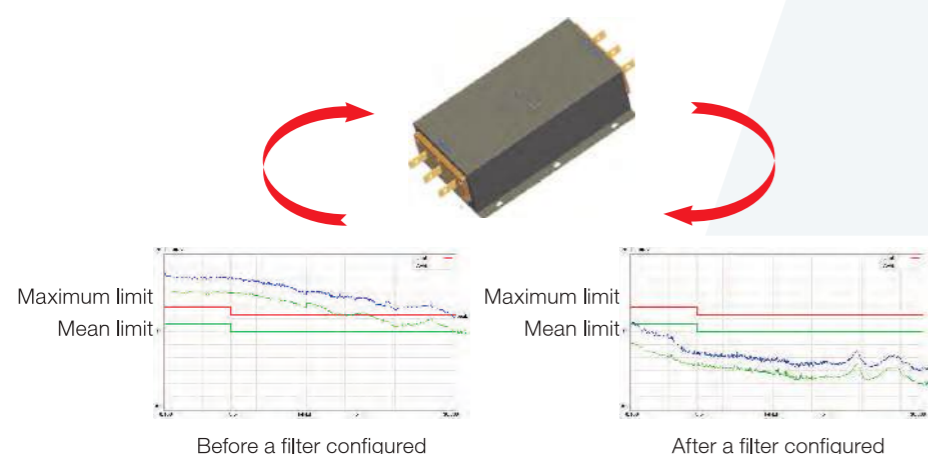 Maximum limit
Mean limit
Maximum limit
Mean limit
Before a filter configured
After a filter configured